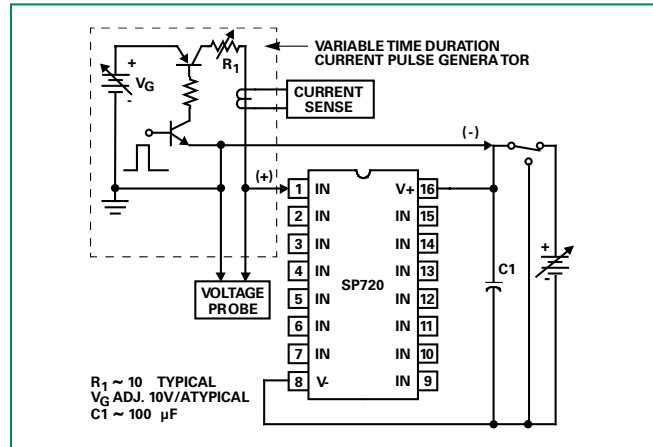 VARIABLE TIME DURATION
CURRENT PULSE GENERATOR
R1
+
VG
-
CURRENT
SENSE
(-)
(+)
1 IN V+ 16
2 IN IN 15
3 IN IN 14
4 IN IN 13
5 IN IN 12
6 IN IN 11
7 IN IN 10
8 V- IN 9
SP720
C1
+
-
VOLTAGE
PROBE
R1 ~ 10 TYPICAL
VG ADJ. 10V/ATYPICAL
C1 ~ 100 µF